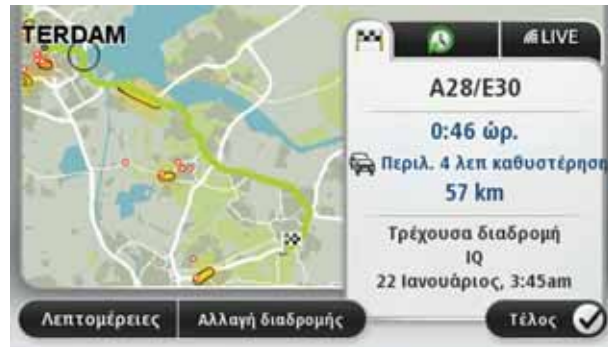 TERDAM
LIVE
A28/E30
0:46 ώρ.
Περιλ. 4 λεπ καθυστέρηση
57 km
Τρέχουσα διαδρομή
IQ
22 Ιανουάριος, 3:45am
Λεπτομέρειες
Αλλαγή διαδρομής
Τέλος